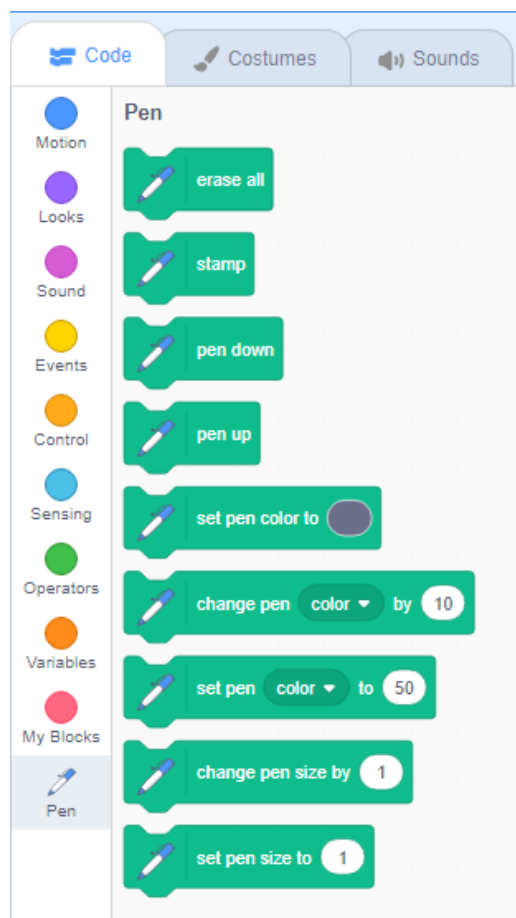 Code Costumes Sounds
Motion
Looks
Sound
Events
Control
Sensing
Operators
Variables
My Blocks
Pen
Pen
erase all
stamp
pen down
pen up
set pen color to
change pen color by 10
set pen color to 50
change pen size by 1
set pen size to 1